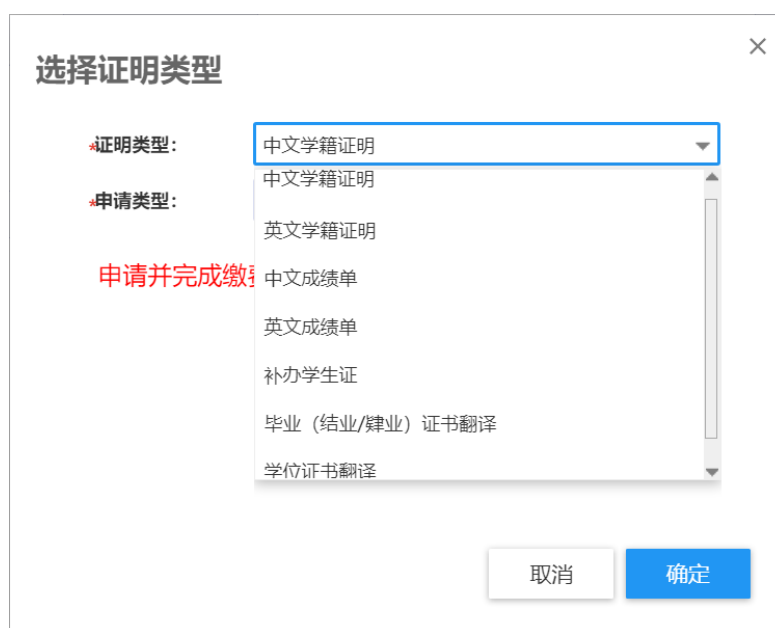 选择证明类型
*证明类型: 中文学籍证明
中文学籍证明
*申请类型:
英文学籍证明
申请并完成缴
中文成绩单
英文成绩单
补办学生证
毕业（结业/肄业）证书翻译
学位证书翻译
取消 确定